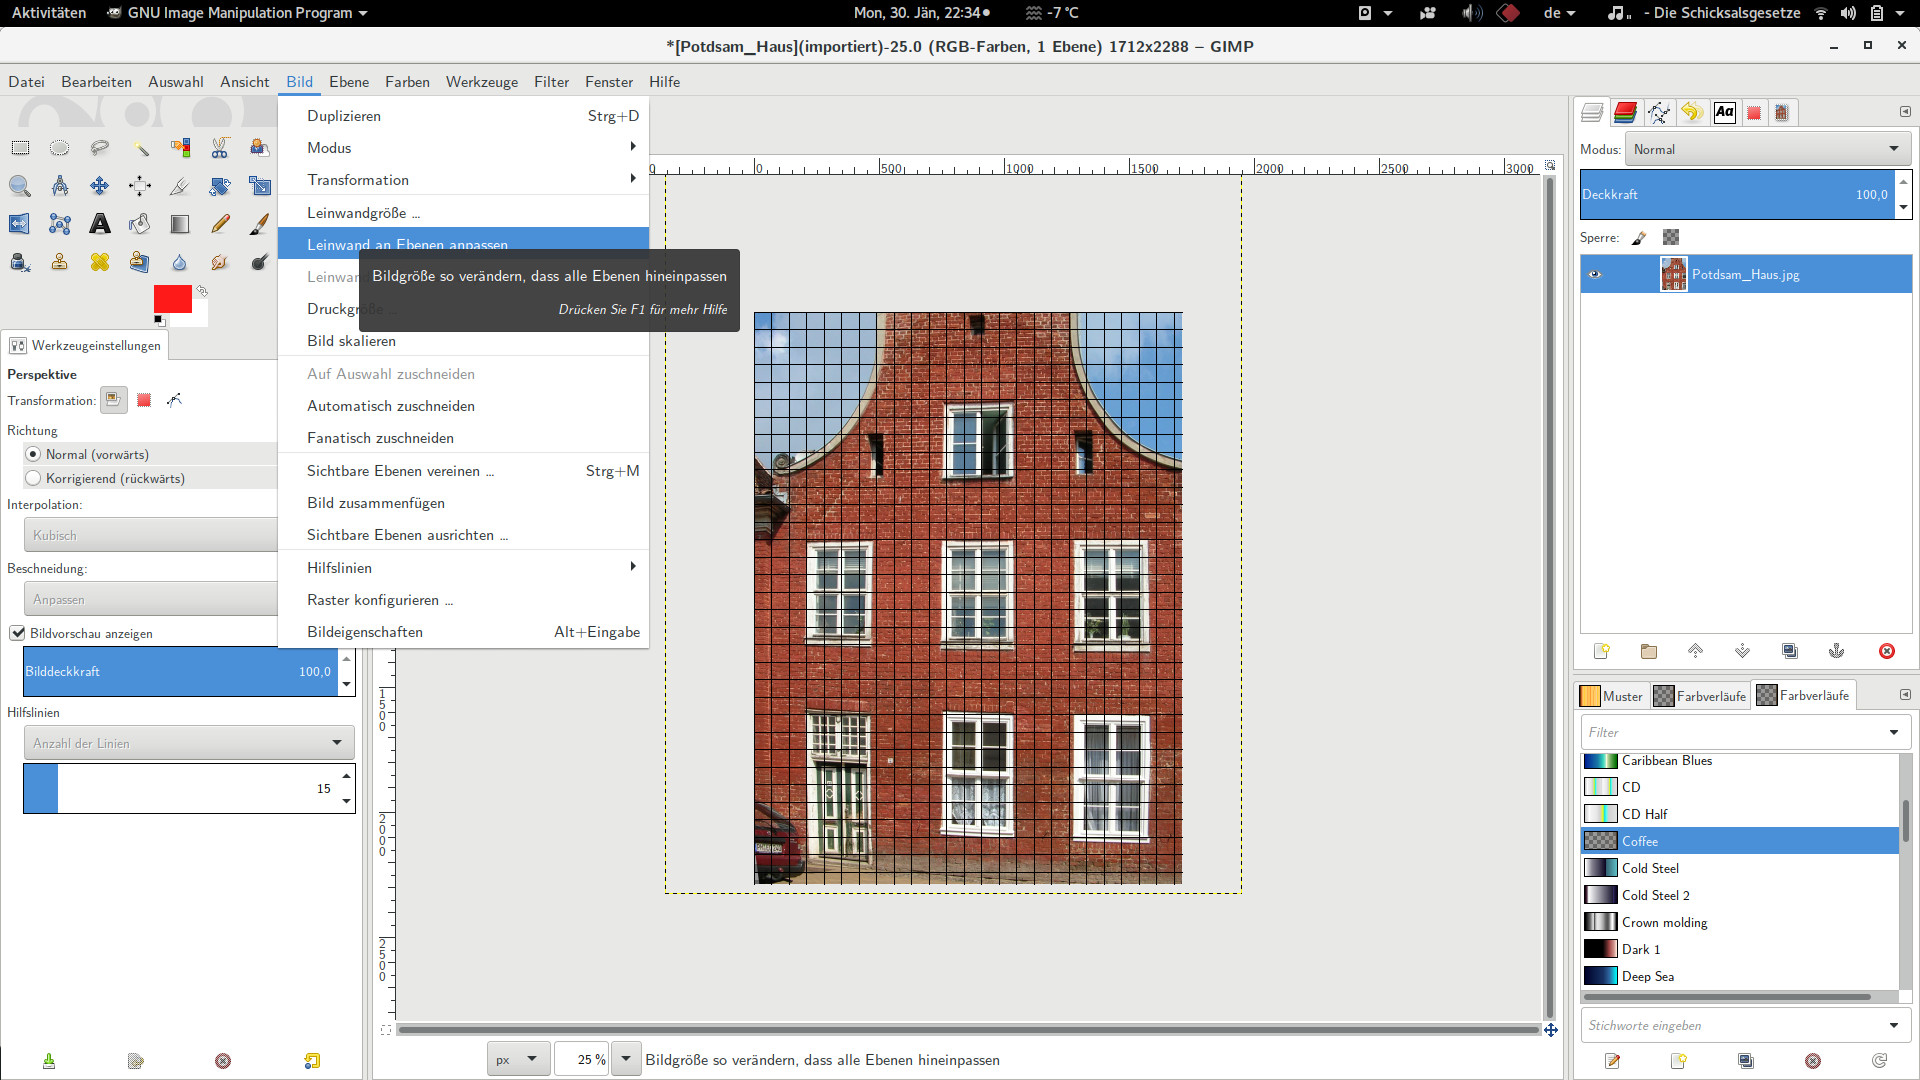 Aktivitäten GNU Image Manipulation Program Mon, 30. Jän, 22:34 -7 °C de - Die Schicksalsgesetze
*[Potdsam_Haus](importiert)-25.0 (RGB-Farben, 1 Ebene) 1712x2288 – GIMP
Datei Bearbeiten Auswahl Ansicht Bild Ebene Farben Werkzeuge Filter Fenster Hilfe
Duplizieren Strg+D
Modus
Transformation
Leinwandgröße ...
Leinwand an Ebenen anpassen
Bildgröße so verändern, dass alle Ebenen hineinpassen
Drücken Sie F1 für mehr Hilfe
Bild skalieren
Auf Auswahl zuschneiden
Automatisch zuschneiden
Fanatisch zuschneiden
Sichtbare Ebenen vereinen ... Strg+M
Bild zusammenfügen
Sichtbare Ebenen ausrichten ...
Hilfslinien
Raster konfigurieren ...
Bildeigenschaften Alt+Eingabe
Werkzeugeinstellungen
Perspektive
Transformation:
Richtung
Normal (vorwärts)
Korrigierend (rückwärts)
Interpolation:
Kubisch
Beschneidung:
Anpassen
Bildvorschau anzeigen
Bilddeckkraft 100,0
Hilfslinien
Anzahl der Linien
15
0 500 1000 1500 2000 2500 3000
1500
2000
2500
px 25 % Bildgröße so verändern, dass alle Ebenen hineinpassen
Aa
Modus: Normal
Deckkraft 100,0
Sperre:
Potdsam_Haus.jpg
Muster Farbverläufe Farbverläufe
Filter
Caribbean Blues
CD
CD Half
Coffee
Cold Steel
Cold Steel 2
Crown molding
Dark 1
Deep Sea
Stichworte eingeben